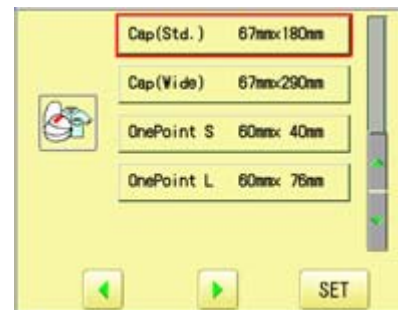 Cap(Std.) 67mm×180mm
Cap(Wide) 67mm×290mm
OnePoint S 60mm× 40mm
OnePoint L 60mm× 76mm
SET